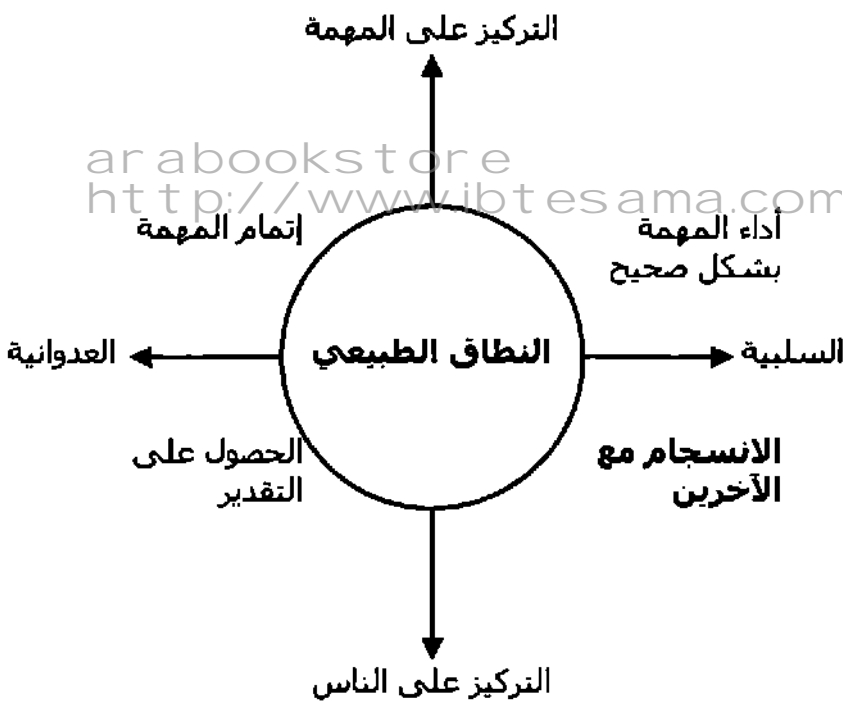 التركيز على المهمة
arabookstore
http://www.ibtesama.com
أداء المهمة
بشكل صحيح
إتمام المهمة
السلبية
النطاق الطبيعي
العدوانية
الانسجام مع
الآخرين
الحصول على
التقدير
التركيز على الناس